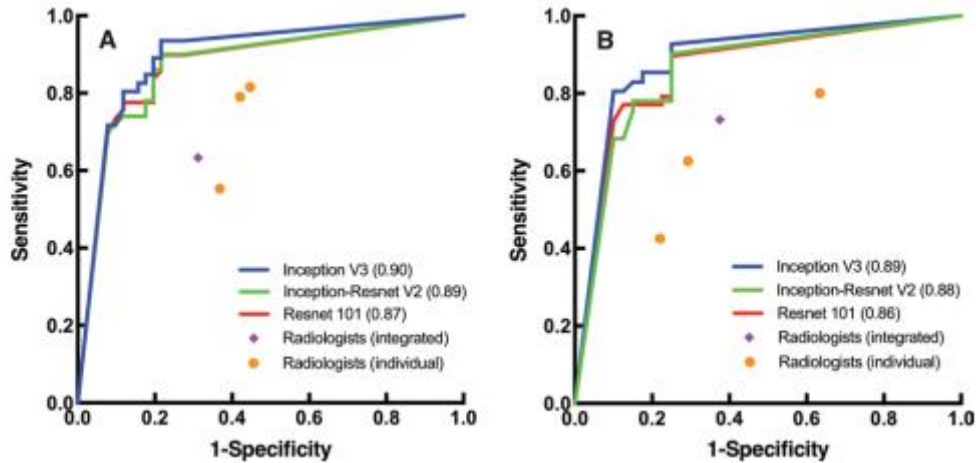 A
Sensitivity
1.0
0.8
0.6
0.4
0.2
0.0
Inception V3 (0.90)
Inception-Resnet V2 (0.89)
Resnet 101 (0.87)
Radiologists (integrated)
Radiologists (individual)
0.0 0.2 0.4 0.6 0.8 1.0
1-Specificity
B
Sensitivity
1.0
0.8
0.6
0.4
0.2
0.0
Inception V3 (0.89)
Inception-Resnet V2 (0.88)
Resnet 101 (0.86)
Radiologists (integrated)
Radiologists (individual)
0.0 0.2 0.4 0.6 0.8 1.0
1-Specificity